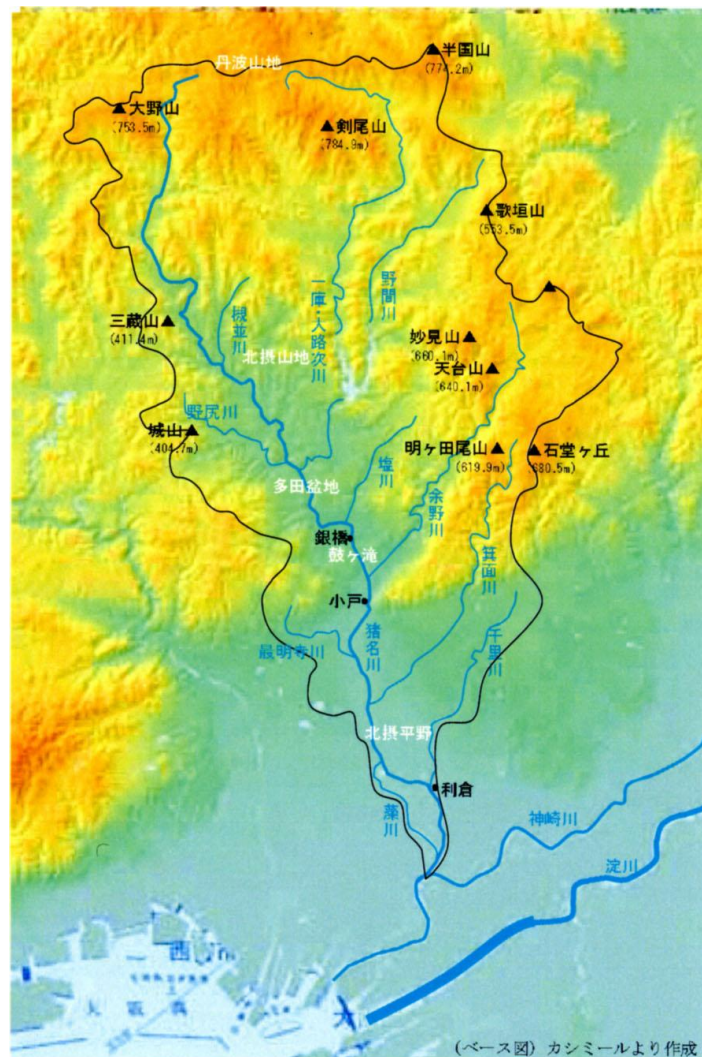 半国山
(774.2m)
丹波山地
大野山
(753.5m)
剣尾山
(784.9m)
歌垣山
(553.5m)
野間川
一庫・大路次川
槻並川
三蔵山
(411.4m)
北摂山地
妙見山
(660.1m)
天台山
(640.1m)
野尻川
城山
(404.7m)
塩川
明ヶ田尾山
(619.9m)
石堂ヶ丘
(680.5m)
多田盆地
余野川
銀橋
鼓ヶ滝
箕面川
小戸
猪名川
千里川
最明寺川
北摂平野
利倉
藻川
神崎川
淀川
西
大
(ベース図) カシミールより作成